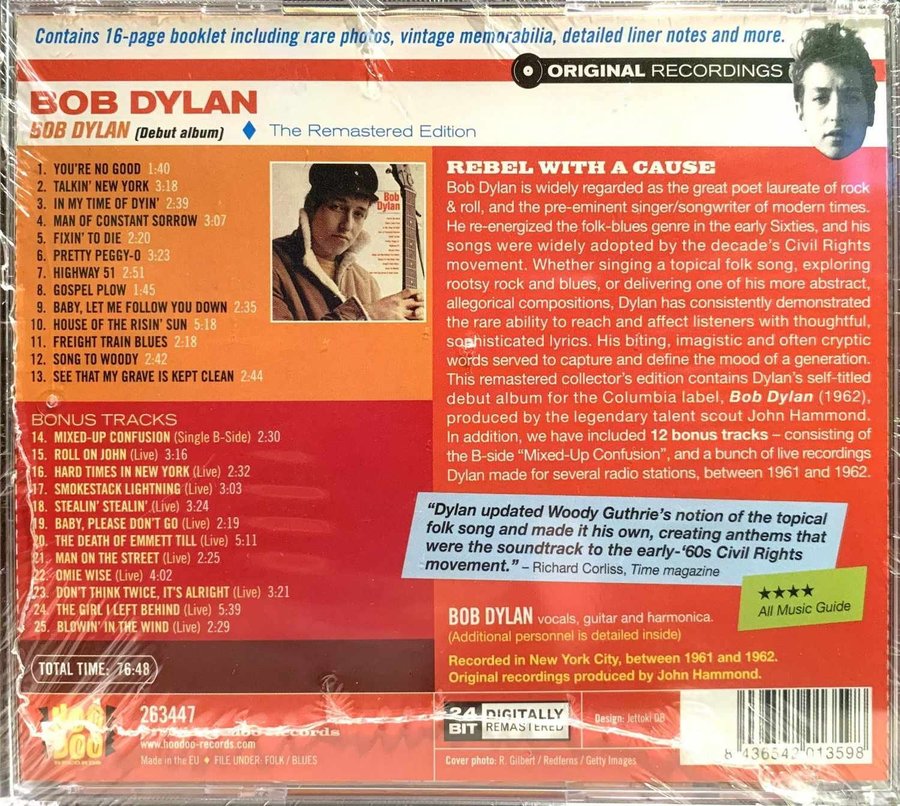 Contains 16-page booklet including rare photos, vintage memorabilia, detailed liner notes and more.
ORIGINAL RECORDINGS
BOB DYLAN
BOB DYLAN (Debut album) The Remastered Edition
1. YOU'RE NO GOOD 1:40
2. TALKIN' NEW YORK 3:18
3. IN MY TIME OF DYIN' 2:39
4. MAN OF CONSTANT SORROW 3:07
5. FIXIN' TO DIE 2:20
6. PRETTY PEGGY-O 3:23
7. HIGHWAY 51 2:51
8. GOSPEL PLOW 1:45
9. BABY, LET ME FOLLOW YOU DOWN 2:35
10. HOUSE OF THE RISIN' SUN 5:18
11. FREIGHT TRAIN BLUES 2:18
12. SONG TO WOODY 2:42
13. SEE THAT MY GRAVE IS KEPT CLEAN 2:44
Bob
Dylan
BONUS TRACKS
14. MIXED-UP CONFUSION (Single B-Side) 2:30
15. ROLL ON JOHN (Live) 3:16
16. HARD TIMES IN NEW YORK (Live) 2:32
17. SMOKESTACK LIGHTNING (Live) 3:03
18. STEALIN' STEALIN' (Live) 3:24
19. BABY, PLEASE DON'T GO (Live) 2:19
20. THE DEATH OF EMMETT TILL (Live) 5:11
21. MAN ON THE STREET (Live) 2:25
22. OMIE WISE (Live) 4:02
23. DON'T THINK TWICE, IT'S ALRIGHT (Live) 3:21
24. THE GIRL I LEFT BEHIND (Live) 5:39
25. BLOWIN' IN THE WIND (Live) 2:29
TOTAL TIME: 76:48
REBEL WITH A CAUSE
Bob Dylan is widely regarded as the great poet laureate of rock
& roll, and the pre-eminent singer/songwriter of modern times.
He re-energized the folk-blues genre in the early Sixties, and his
songs were widely adopted by the decade's Civil Rights
movement. Whether singing a topical folk song, exploring
rootsy rock and blues, or delivering one of his more abstract,
allegorical compositions, Dylan has consistently demonstrated
the rare ability to reach and affect listeners with thoughtful,
sophisticated lyrics. His biting, imagistic and often cryptic
words served to capture and define the mood of a generation.
This remastered collector's edition contains Dylan's self-titled
debut album for the Columbia label, Bob Dylan (1962),
produced by the legendary talent scout John Hammond.
In addition, we have included 12 bonus tracks – consisting of
the B-side "Mixed-Up Confusion", and a bunch of live recordings
Dylan made for several radio stations, between 1961 and 1962.
"Dylan updated Woody Guthrie's notion of the topical
folk song and made it his own, creating anthems that
were the soundtrack to the early-'60s Civil Rights
movement." – Richard Corliss, Time magazine
★★★★
All Music Guide
BOB DYLAN vocals, guitar and harmonica.
(Additional personnel is detailed inside)
Recorded in New York City, between 1961 and 1962.
Original recordings produced by John Hammond.
HOO
DOO
RECORDS
263447
Hoodoo Records
www.hoodoo-records.com
Made in the EU ♦ FILE UNDER: FOLK / BLUES
24
BIT
DIGITALLY
REMASTERED
Design: Jettoki DB
Cover photo: R. Gilbert / Redferns / Getty Images
8 436542 013598